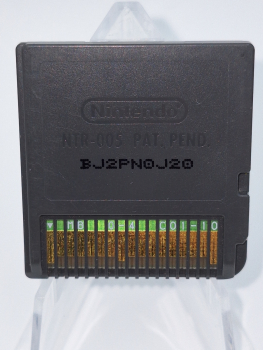 Nintendo
NTR-005 PAT. PEND.
BJ2PN0J20